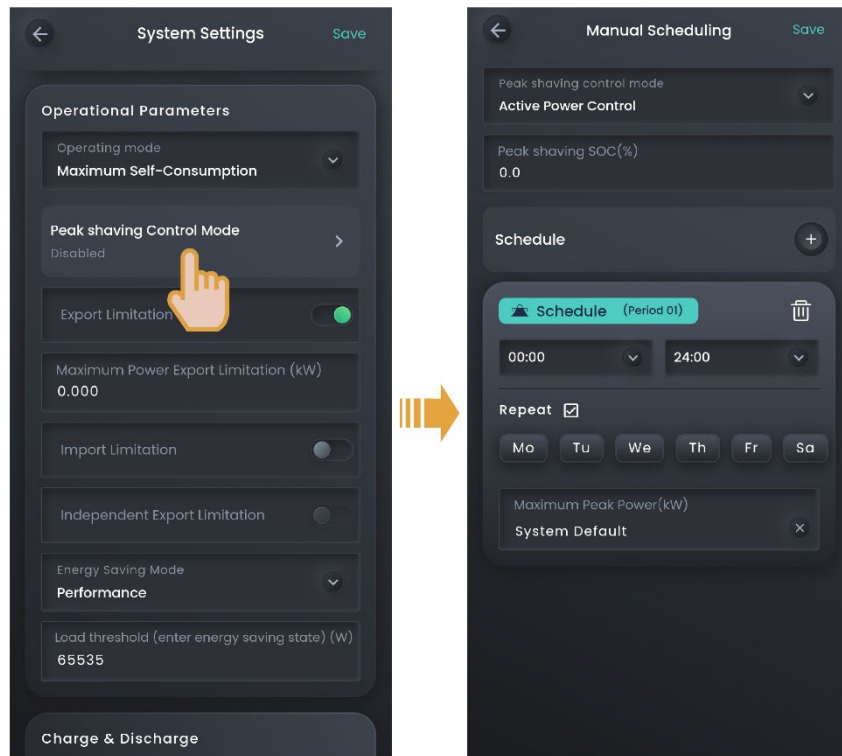 System Settings
Save
Operational Parameters
Operating mode
Maximum Self-Consumption
Peak shaving Control Mode
Disabled
Export Limitation
Maximum Power Export Limitation (kW)
0.000
Import Limitation
Independent Export Limitation
Energy Saving Mode
Performance
Load threshold (enter energy saving state) (W)
65535
Charge & Discharge
Manual Scheduling
Save
Peak shaving control mode
Active Power Control
Peak shaving SOC(%)
0.0
Schedule
Schedule (Period 01)
00:00 24:00
Repeat
Mo Tu We Th Fr Sa
Maximum Peak Power(kW)
System Default